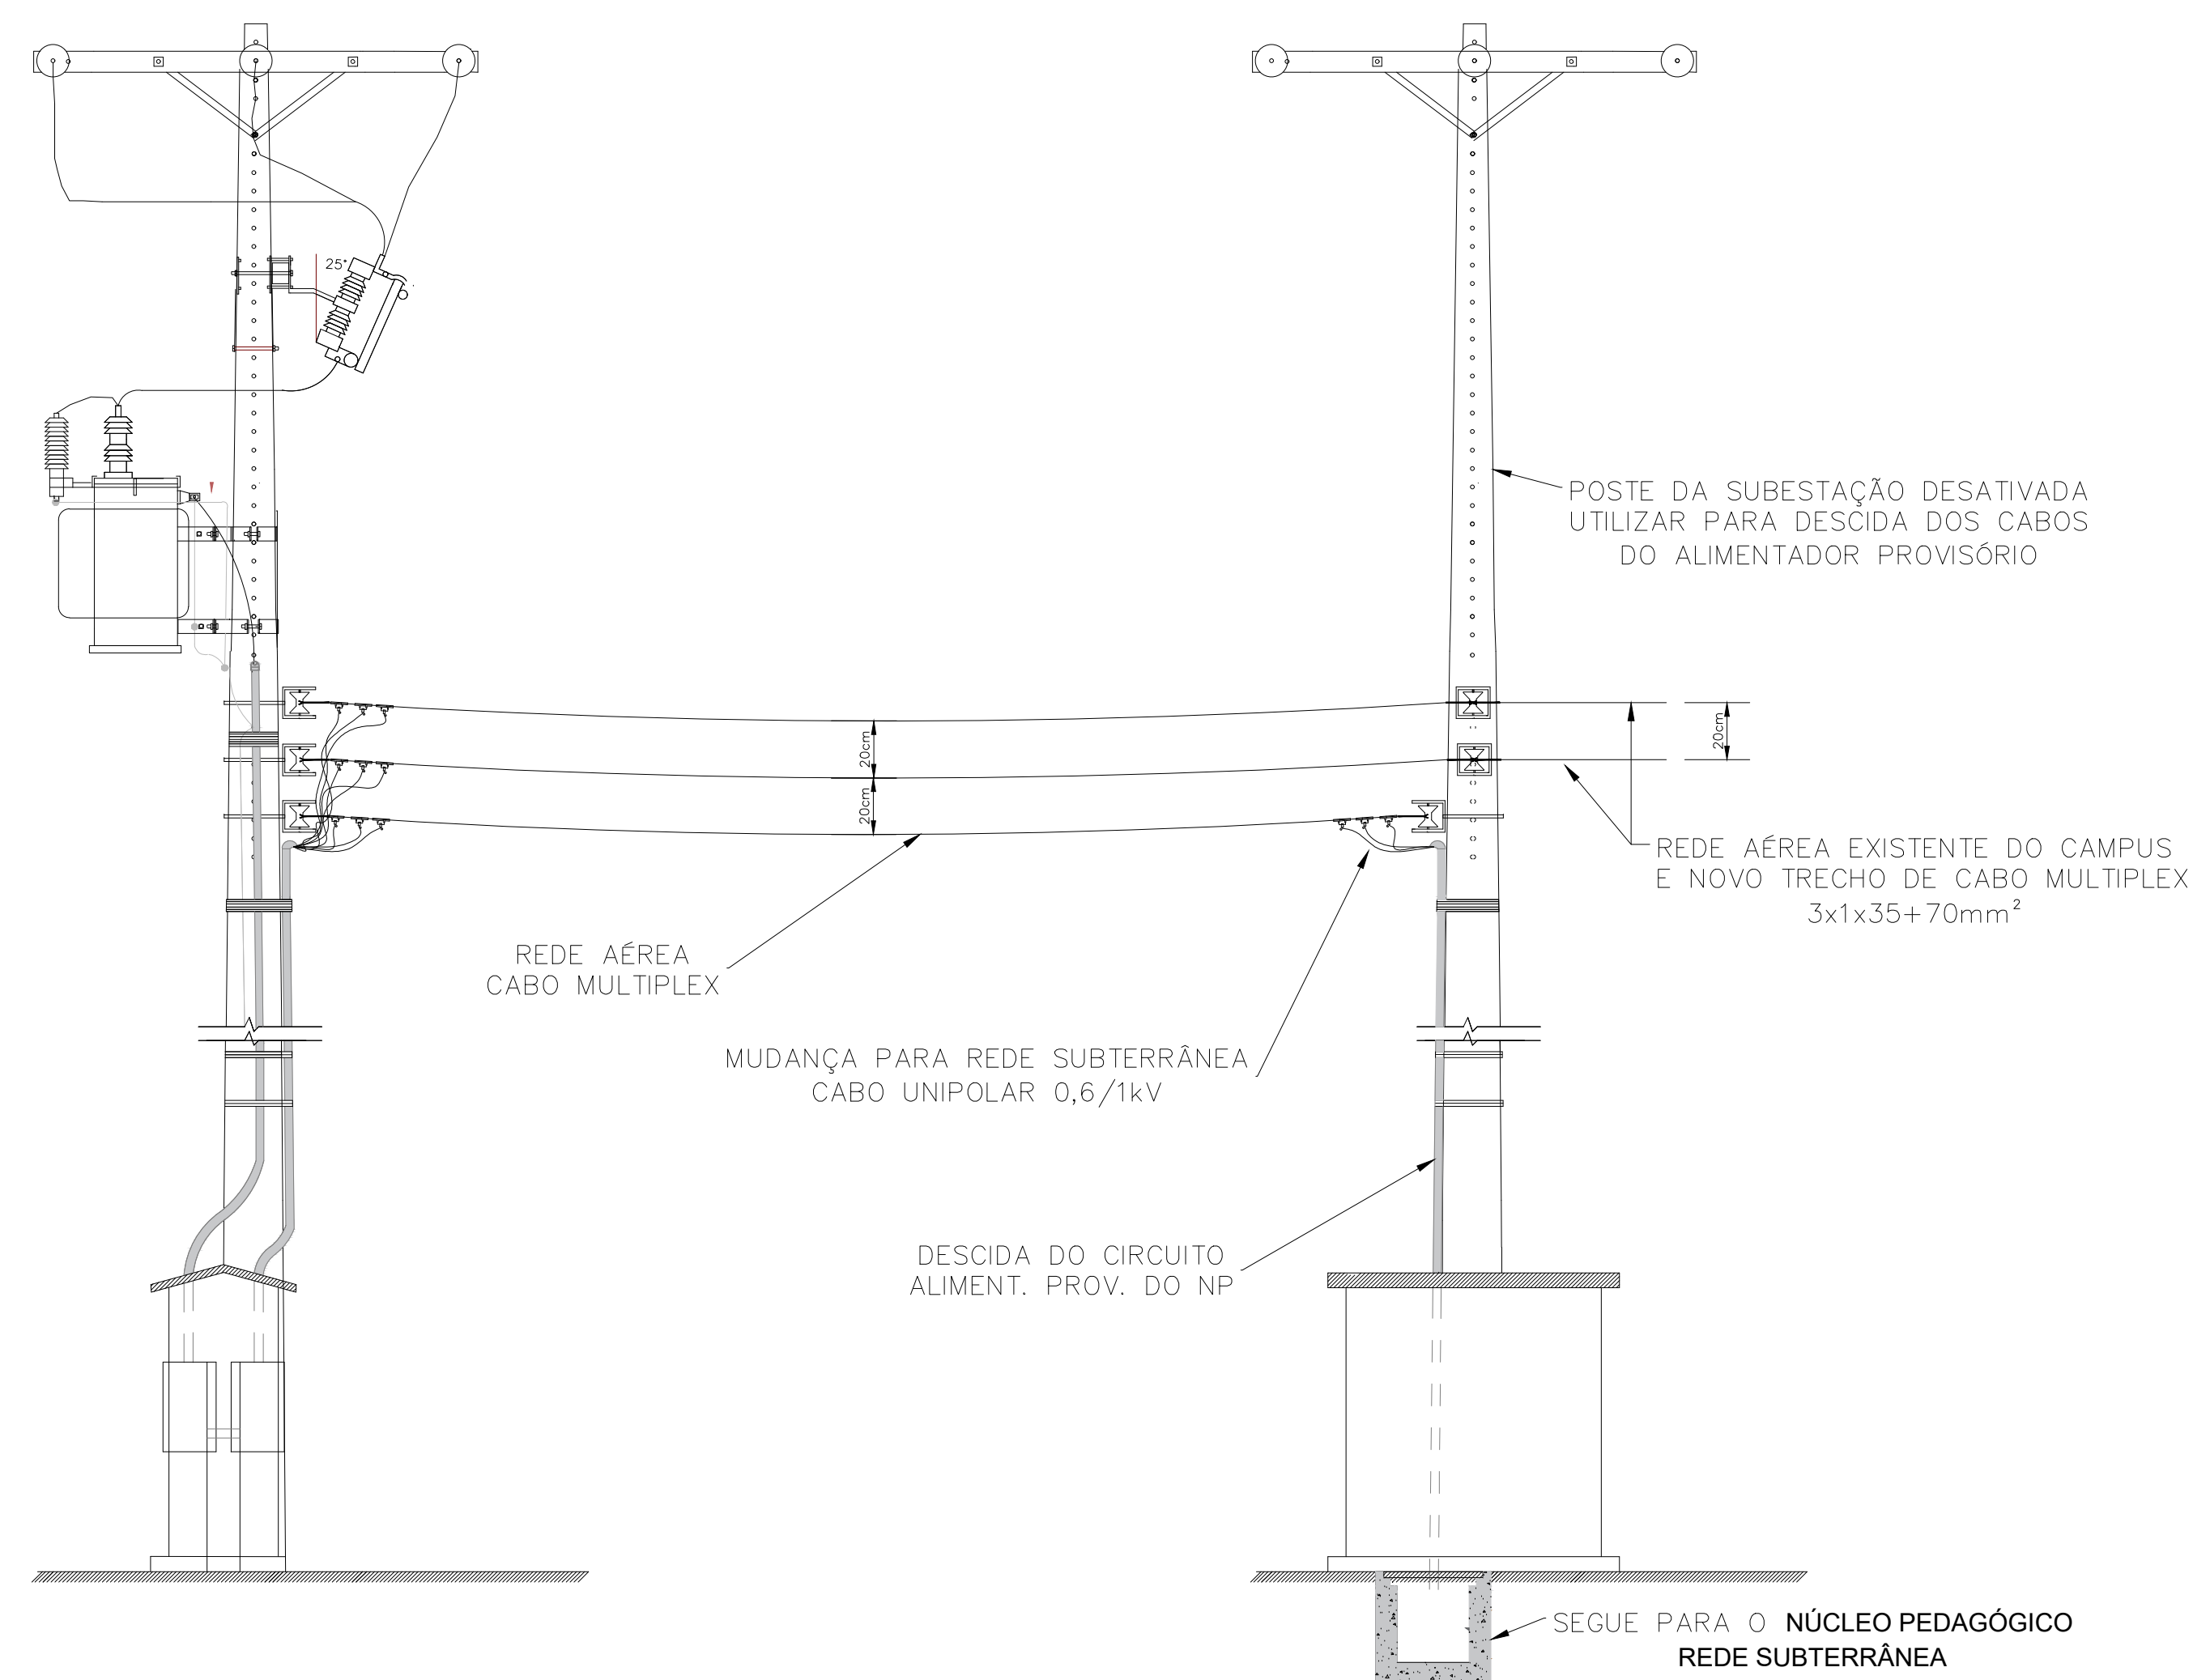 25°
POSTE DA SUBESTAÇÃO DESATIVADA
UTILIZAR PARA DESCIDA DOS CABOS
DO ALIMENTADOR PROVISÓRIO
20cm
20cm
20cm
REDE AÉREA EXISTENTE DO CAMPUS
E NOVO TRECHO DE CABO MULTIPLEX
3x1x35+70mm²
REDE AÉREA
CABO MULTIPLEX
MUDANÇA PARA REDE SUBTERRÂNEA
CABO UNIPOLAR 0,6/1kV
DESCIDA DO CIRCUITO
ALIMENT. PROV. DO NP
SEGUE PARA O NÚCLEO PEDAGÓGICO
REDE SUBTERRÂNEA